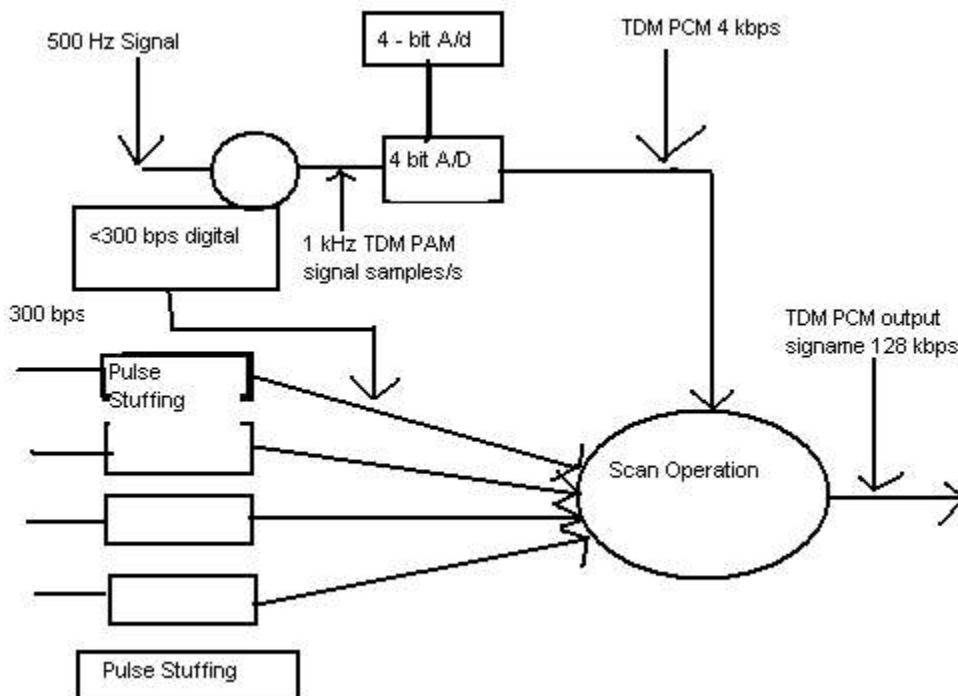 500 Hz Signal
4 - bit A/d
TDM PCM 4 kbps
4 bit A/D
<300 bps digital
1 kHz TDM PAM
signal samples/s
300 bps
TDM PCM output
signame 128 kbps
Pulse
Stuffing
Scan Operation
Pulse Stuffing